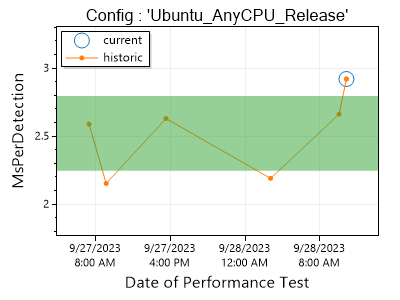 Config : 'Ubuntu_AnyCPU_Release'
current
historic
MsPerDetection
3
2.5
2
9/27/2023 9/27/2023 9/28/2023 9/28/2023
8:00 AM 4:00 PM 12:00 AM 8:00 AM
Date of Performance Test